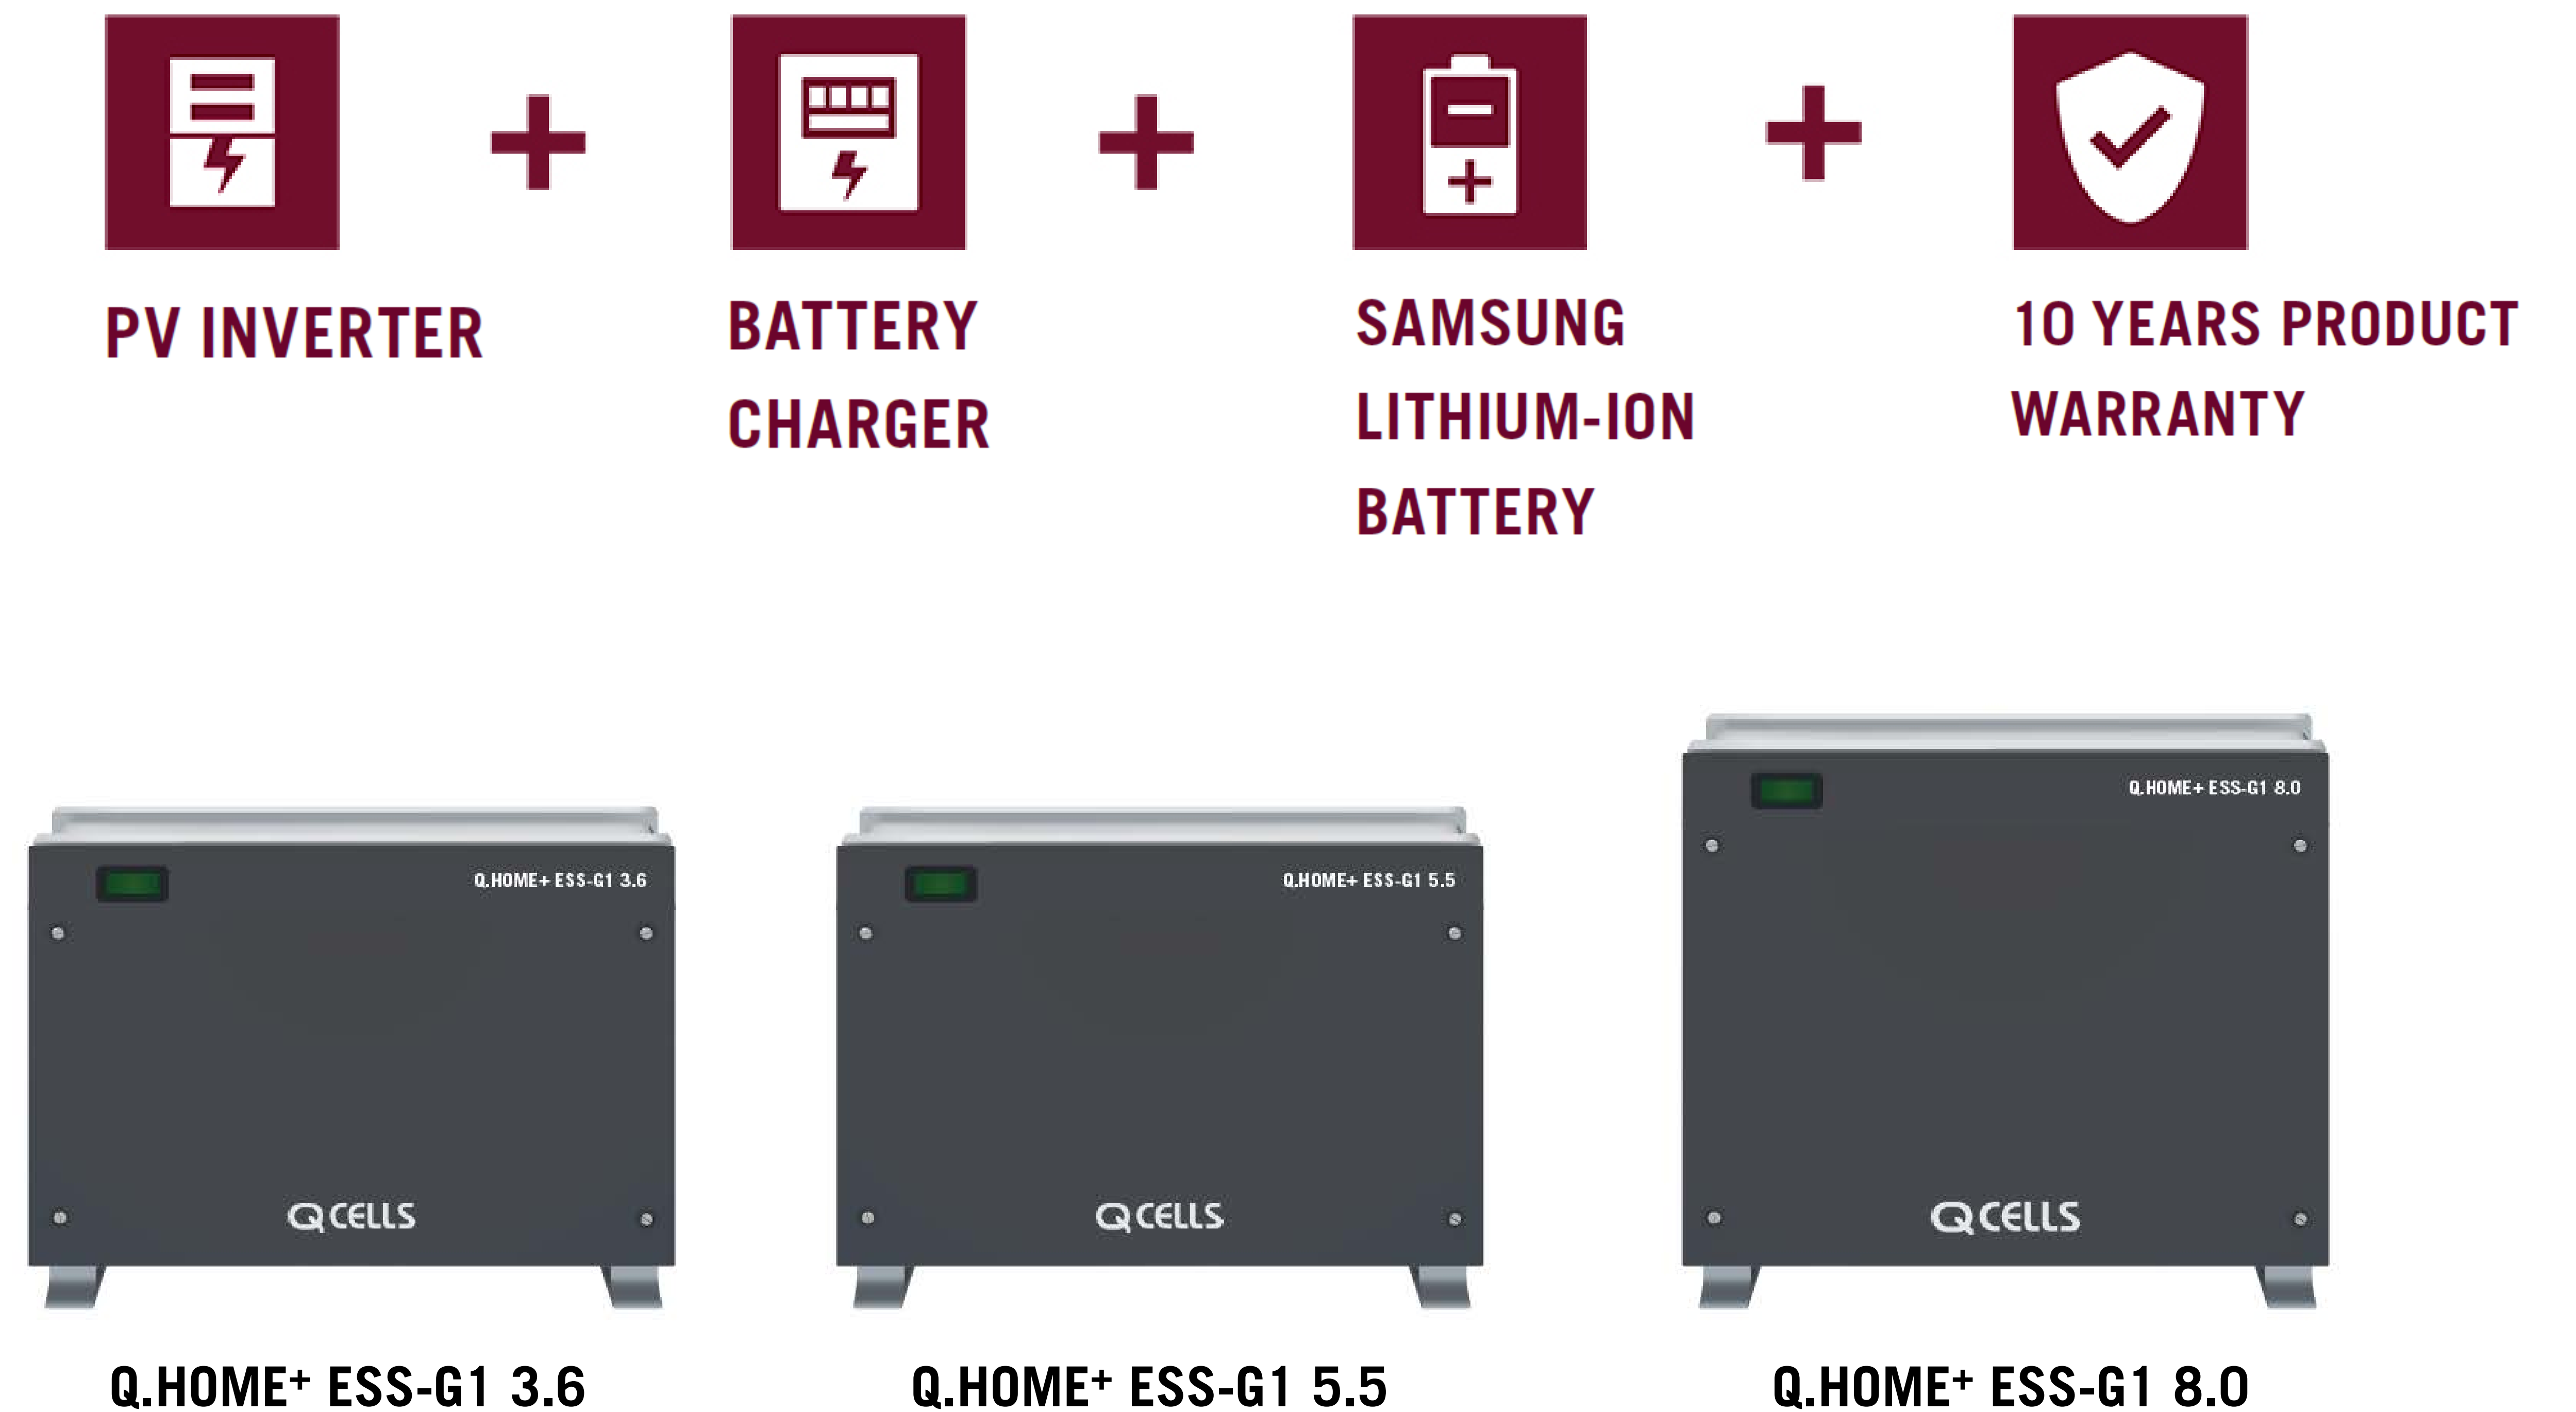 PV INVERTER
BATTERY
CHARGER
SAMSUNG
LITHIUM-ION
BATTERY
10 YEARS PRODUCT
WARRANTY
Q.HOME+ ESS-G1 3.6
Q CELLS
Q.HOME+ ESS-G1 5.5
Q CELLS
Q.HOME+ ESS-G1 8.0
Q CELLS
Q.HOME+ ESS-G1 3.6
Q.HOME+ ESS-G1 5.5
Q.HOME+ ESS-G1 8.0